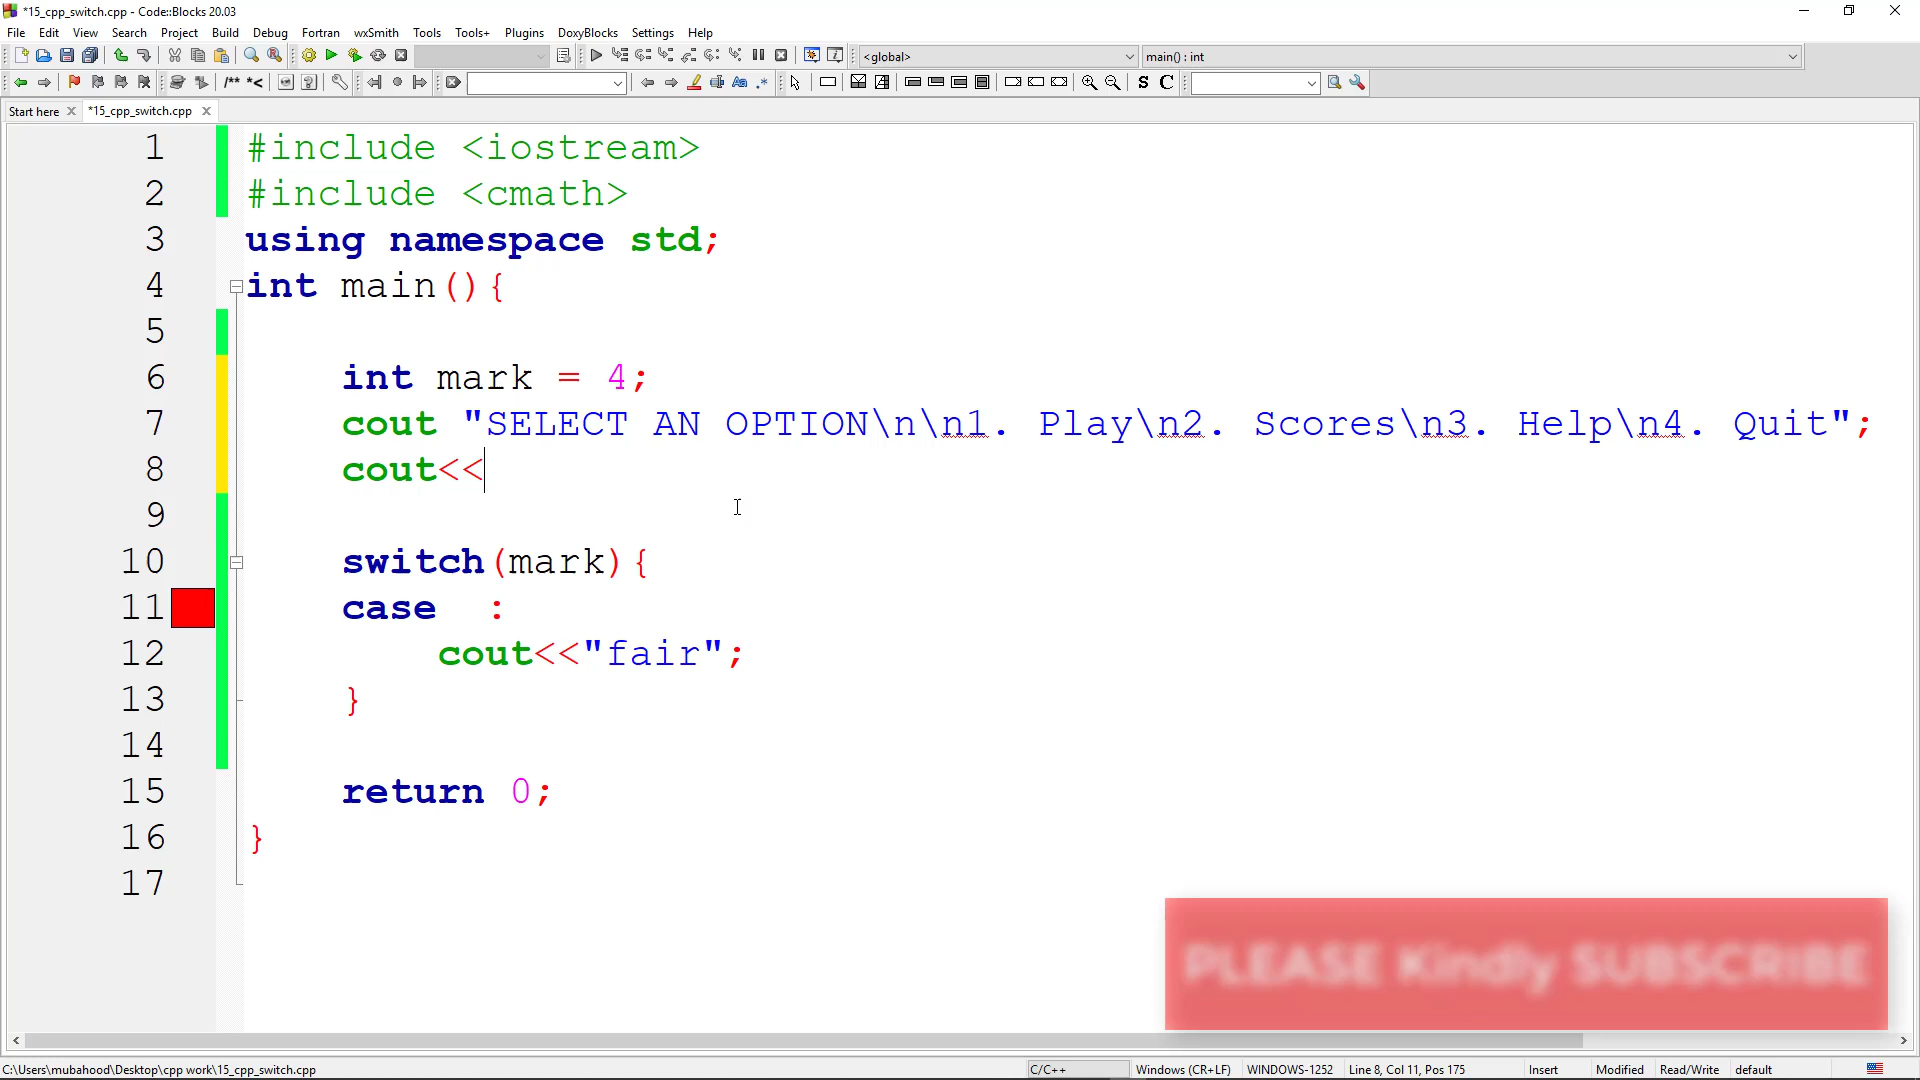 *15_cpp_switch.cpp - Code::Blocks 20.03
File Edit View Search Project Build Debug Fortran wxSmith Tools Tools+ Plugins DoxyBlocks Settings Help
<global> main() : int
/** *< S C
Start here *15_cpp_switch.cpp
1 #include <iostream>
2 #include <cmath>
3 using namespace std;
4 int main(){
5
6 int mark = 4;
7 cout "SELECT AN OPTION\n\n1. Play\n2. Scores\n3. Help\n4. Quit";
8 cout<<
9
10 switch(mark){
11 case  :
12 cout<<"fair";
13 }
14
15 return 0;
16 }
17
PLEASE Kindly SUBSCRIBE
C:\Users\mubahood\Desktop\cpp work\15_cpp_switch.cpp C/C++ Windows (CR+LF) WINDOWS-1252 Line 8, Col 11, Pos 175 Insert Modified Read/Write default